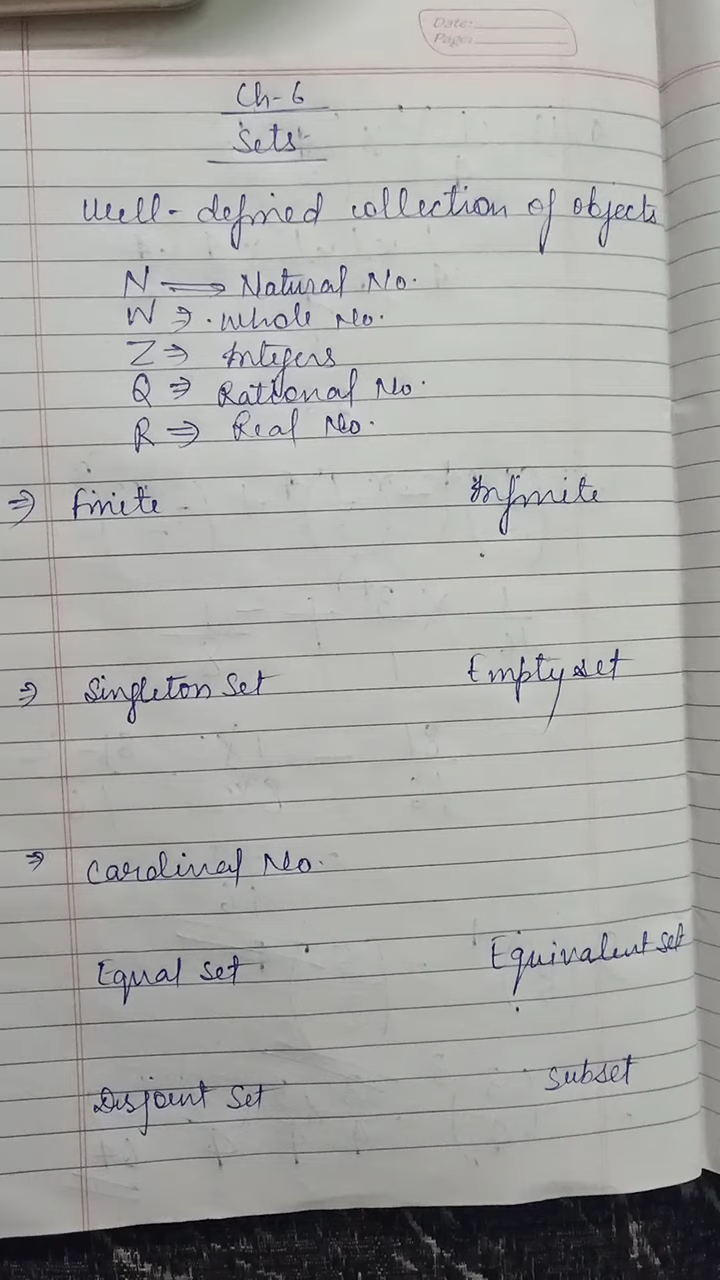 Date:
Page:
Ch-6
Sets:-
Well-defined collection of objects
N ⟹ Natural No.
W ⇒ Whole No.
Z ⇒ Integers
Q ⇒ Rational No.
R ⇒ Real No.
⇒ Finite Infinite
⇒ Singleton Set Empty set
⇒ Cardinal No.
Equal Set Equivalent set
Disjoint Set Subset